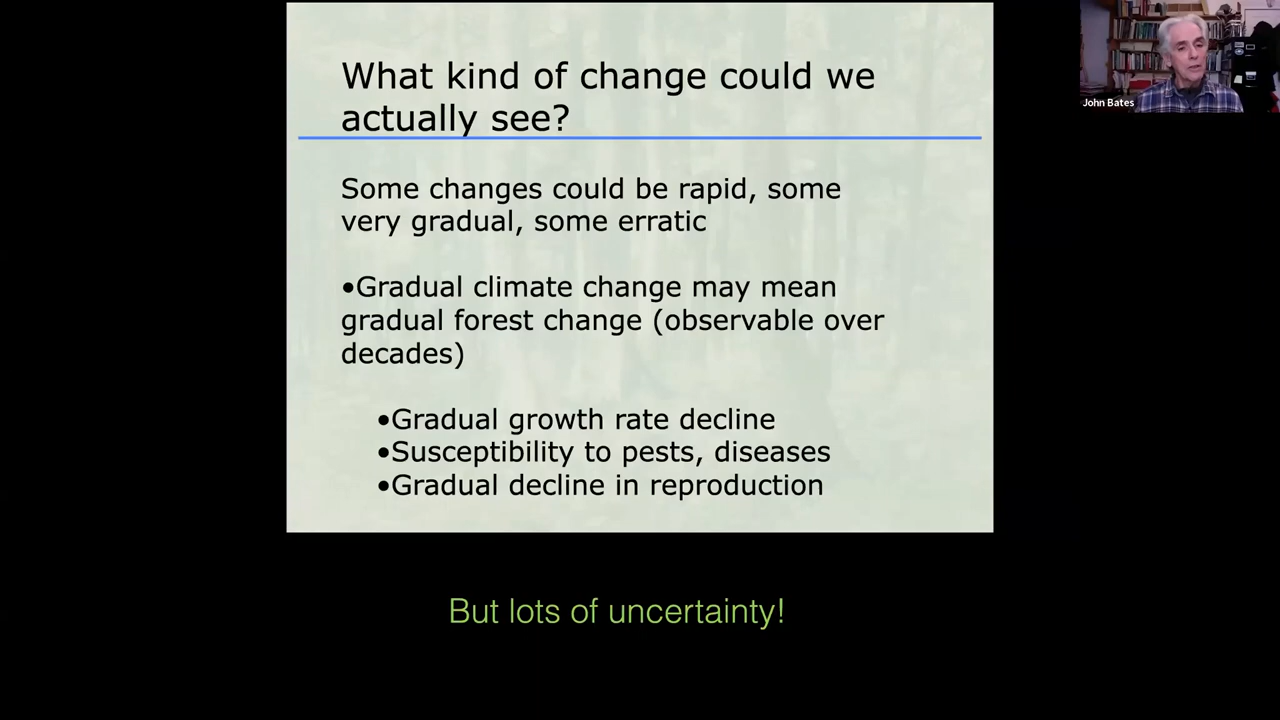 What kind of change could we
actually see?
Some changes could be rapid, some
very gradual, some erratic
•Gradual climate change may mean
gradual forest change (observable over
decades)
•Gradual growth rate decline
•Susceptibility to pests, diseases
•Gradual decline in reproduction
But lots of uncertainty!
John Bates